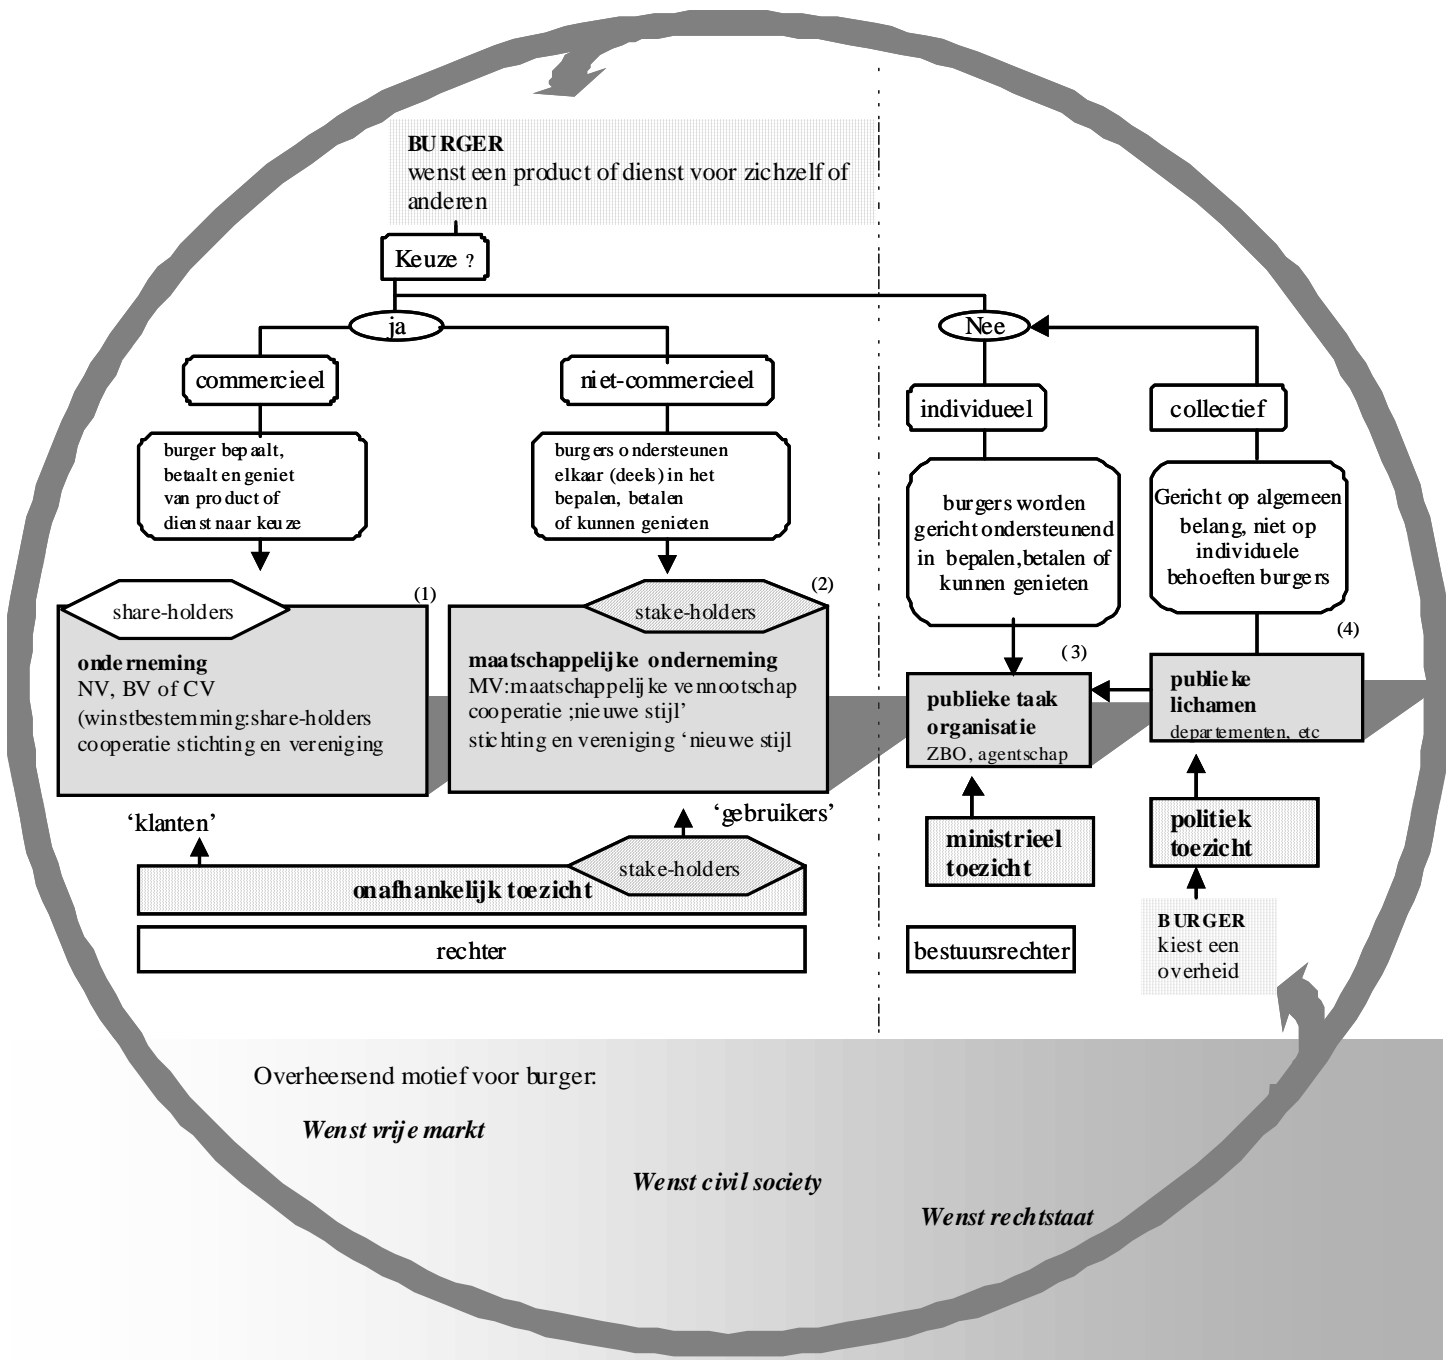 BURGER
wenst een product of dienst voor zichzelf of
anderen
Keuze ?
ja
Nee
commercieel
niet-commercieel
individueel
collectief
burger bepaalt,
betaalt en geniet
van product of
dienst naar keuze
burgers ondersteunen
elkaar (deels) in het
bepalen, betalen
of kunnen genieten
burgers worden
gericht ondersteunend
in bepalen,betalen of
kunnen genieten
Gericht op algemeen
belang, niet op
individuele
behoeften burgers
(1)
share-holders
onderneming
NV, BV of CV
(winstbestemming:share-holders
cooperatie stichting en vereniging
(2)
stake-holders
maatschappelijke onderneming
MV:maatschappelijke vennootschap
cooperatie ;nieuwe stijl’
stichting en vereniging ‘nieuwe stijl
(3)
publieke taak
organisatie
ZBO, agentschap
(4)
publieke
lichamen
departementen, etc
‘klanten’
‘gebruikers’
stake-holders
onafhankelijk toezicht
rechter
ministrieel
toezicht
bestuursrechter
politiek
toezicht
BURGER
kiest een
overheid
Overheersend motief voor burger:
Wenst vrije markt
Wenst civil society
Wenst rechtstaat